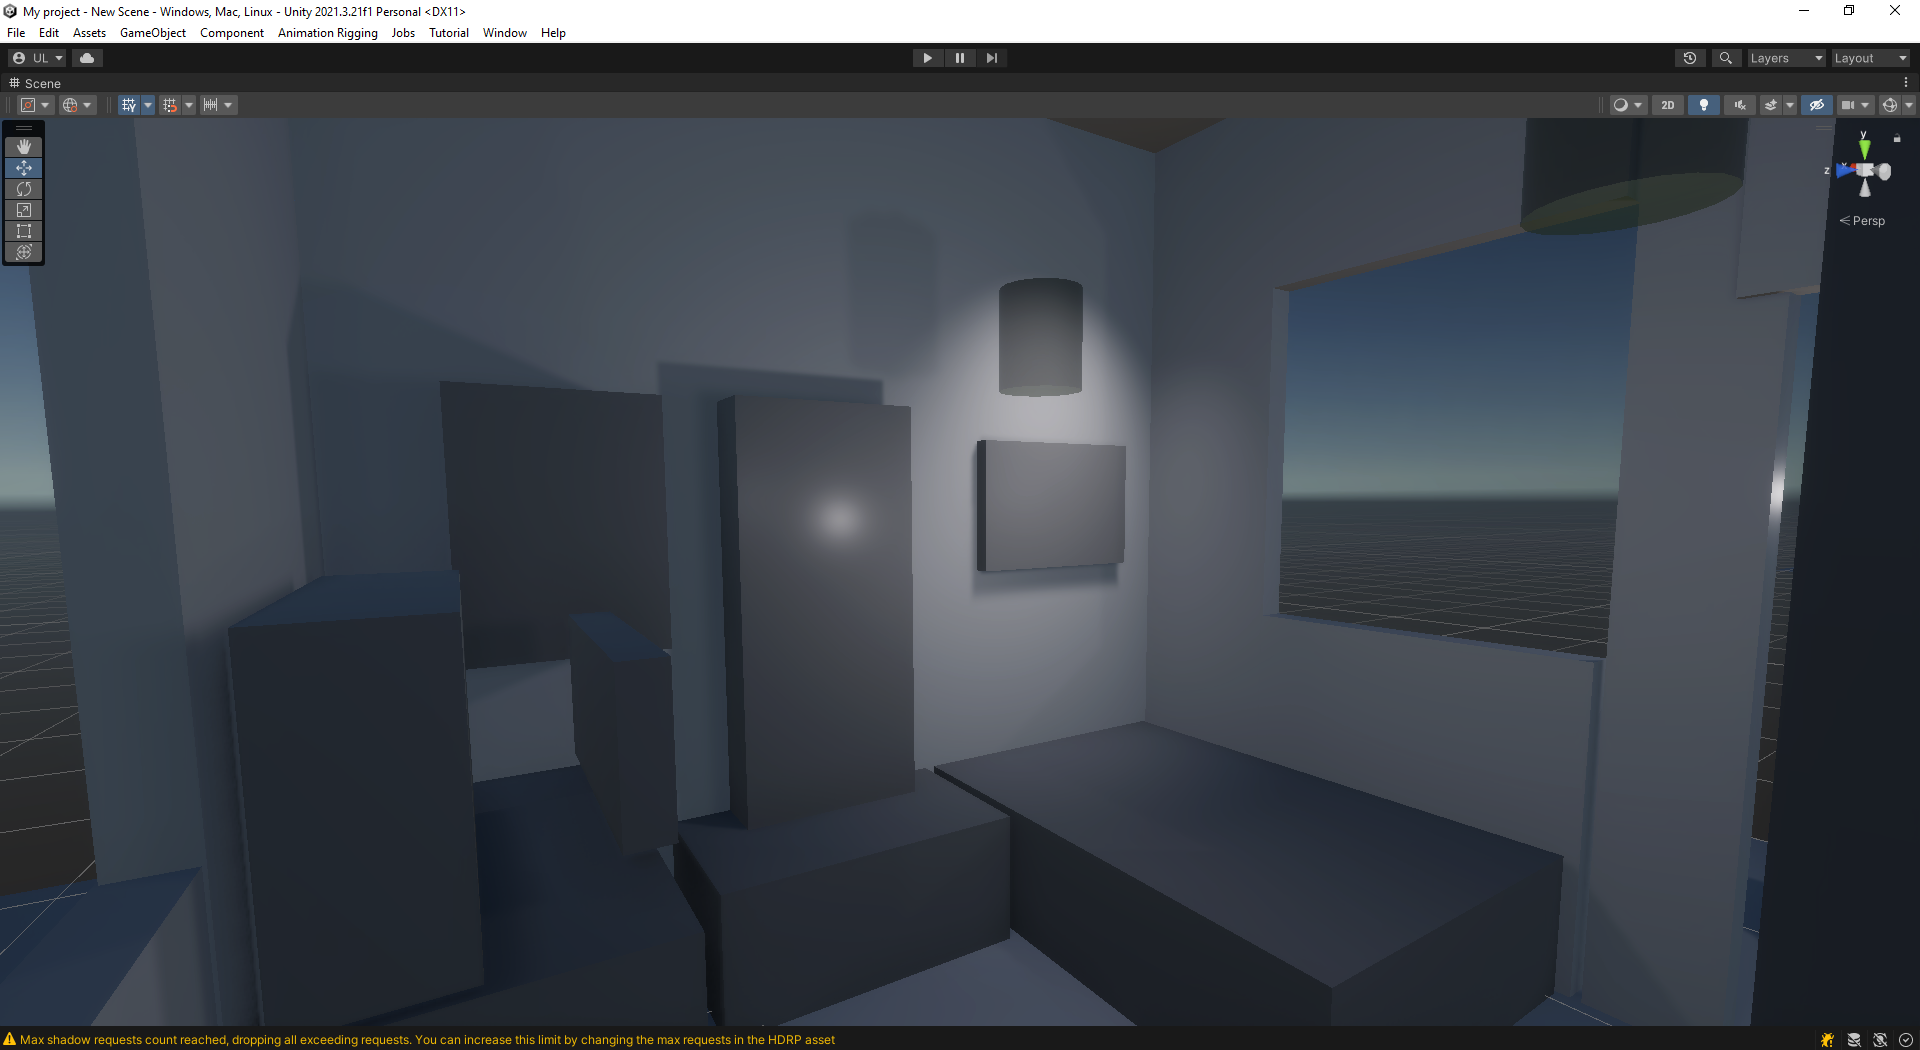 My project - New Scene - Windows, Mac, Linux - Unity 2021.3.21f1 Personal <DX11>
File Edit Assets GameObject Component Animation Rigging Jobs Tutorial Window Help
UL Layers Layout
Scene
2D
y
x
z
Persp
Max shadow requests count reached, dropping all exceeding requests. You can increase this limit by changing the max requests in the HDRP asset